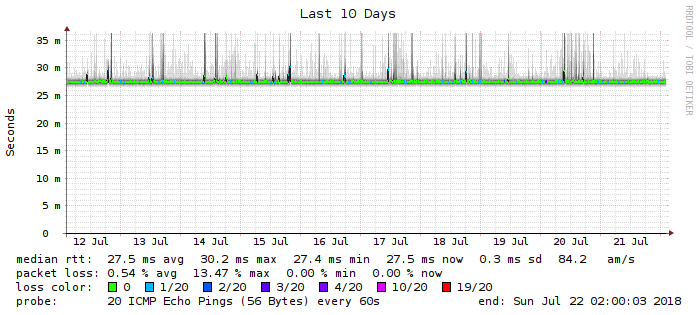 Last 10 Days
RRDTOOL / TOBI OETIKER
Seconds
35 m
30 m
25 m
20 m
15 m
10 m
5 m
0
12 Jul 13 Jul 14 Jul 15 Jul 16 Jul 17 Jul 18 Jul 19 Jul 20 Jul 21 Jul
median rtt: 27.5 ms avg 30.2 ms max 27.4 ms min 27.5 ms now 0.3 ms sd 84.2 am/s
packet loss: 0.54 % avg 13.47 % max 0.00 % min 0.00 % now
loss color: 0 1/20 2/20 3/20 4/20 10/20 19/20
probe: 20 ICMP Echo Pings (56 Bytes) every 60s end: Sun Jul 22 02:00:03 2018